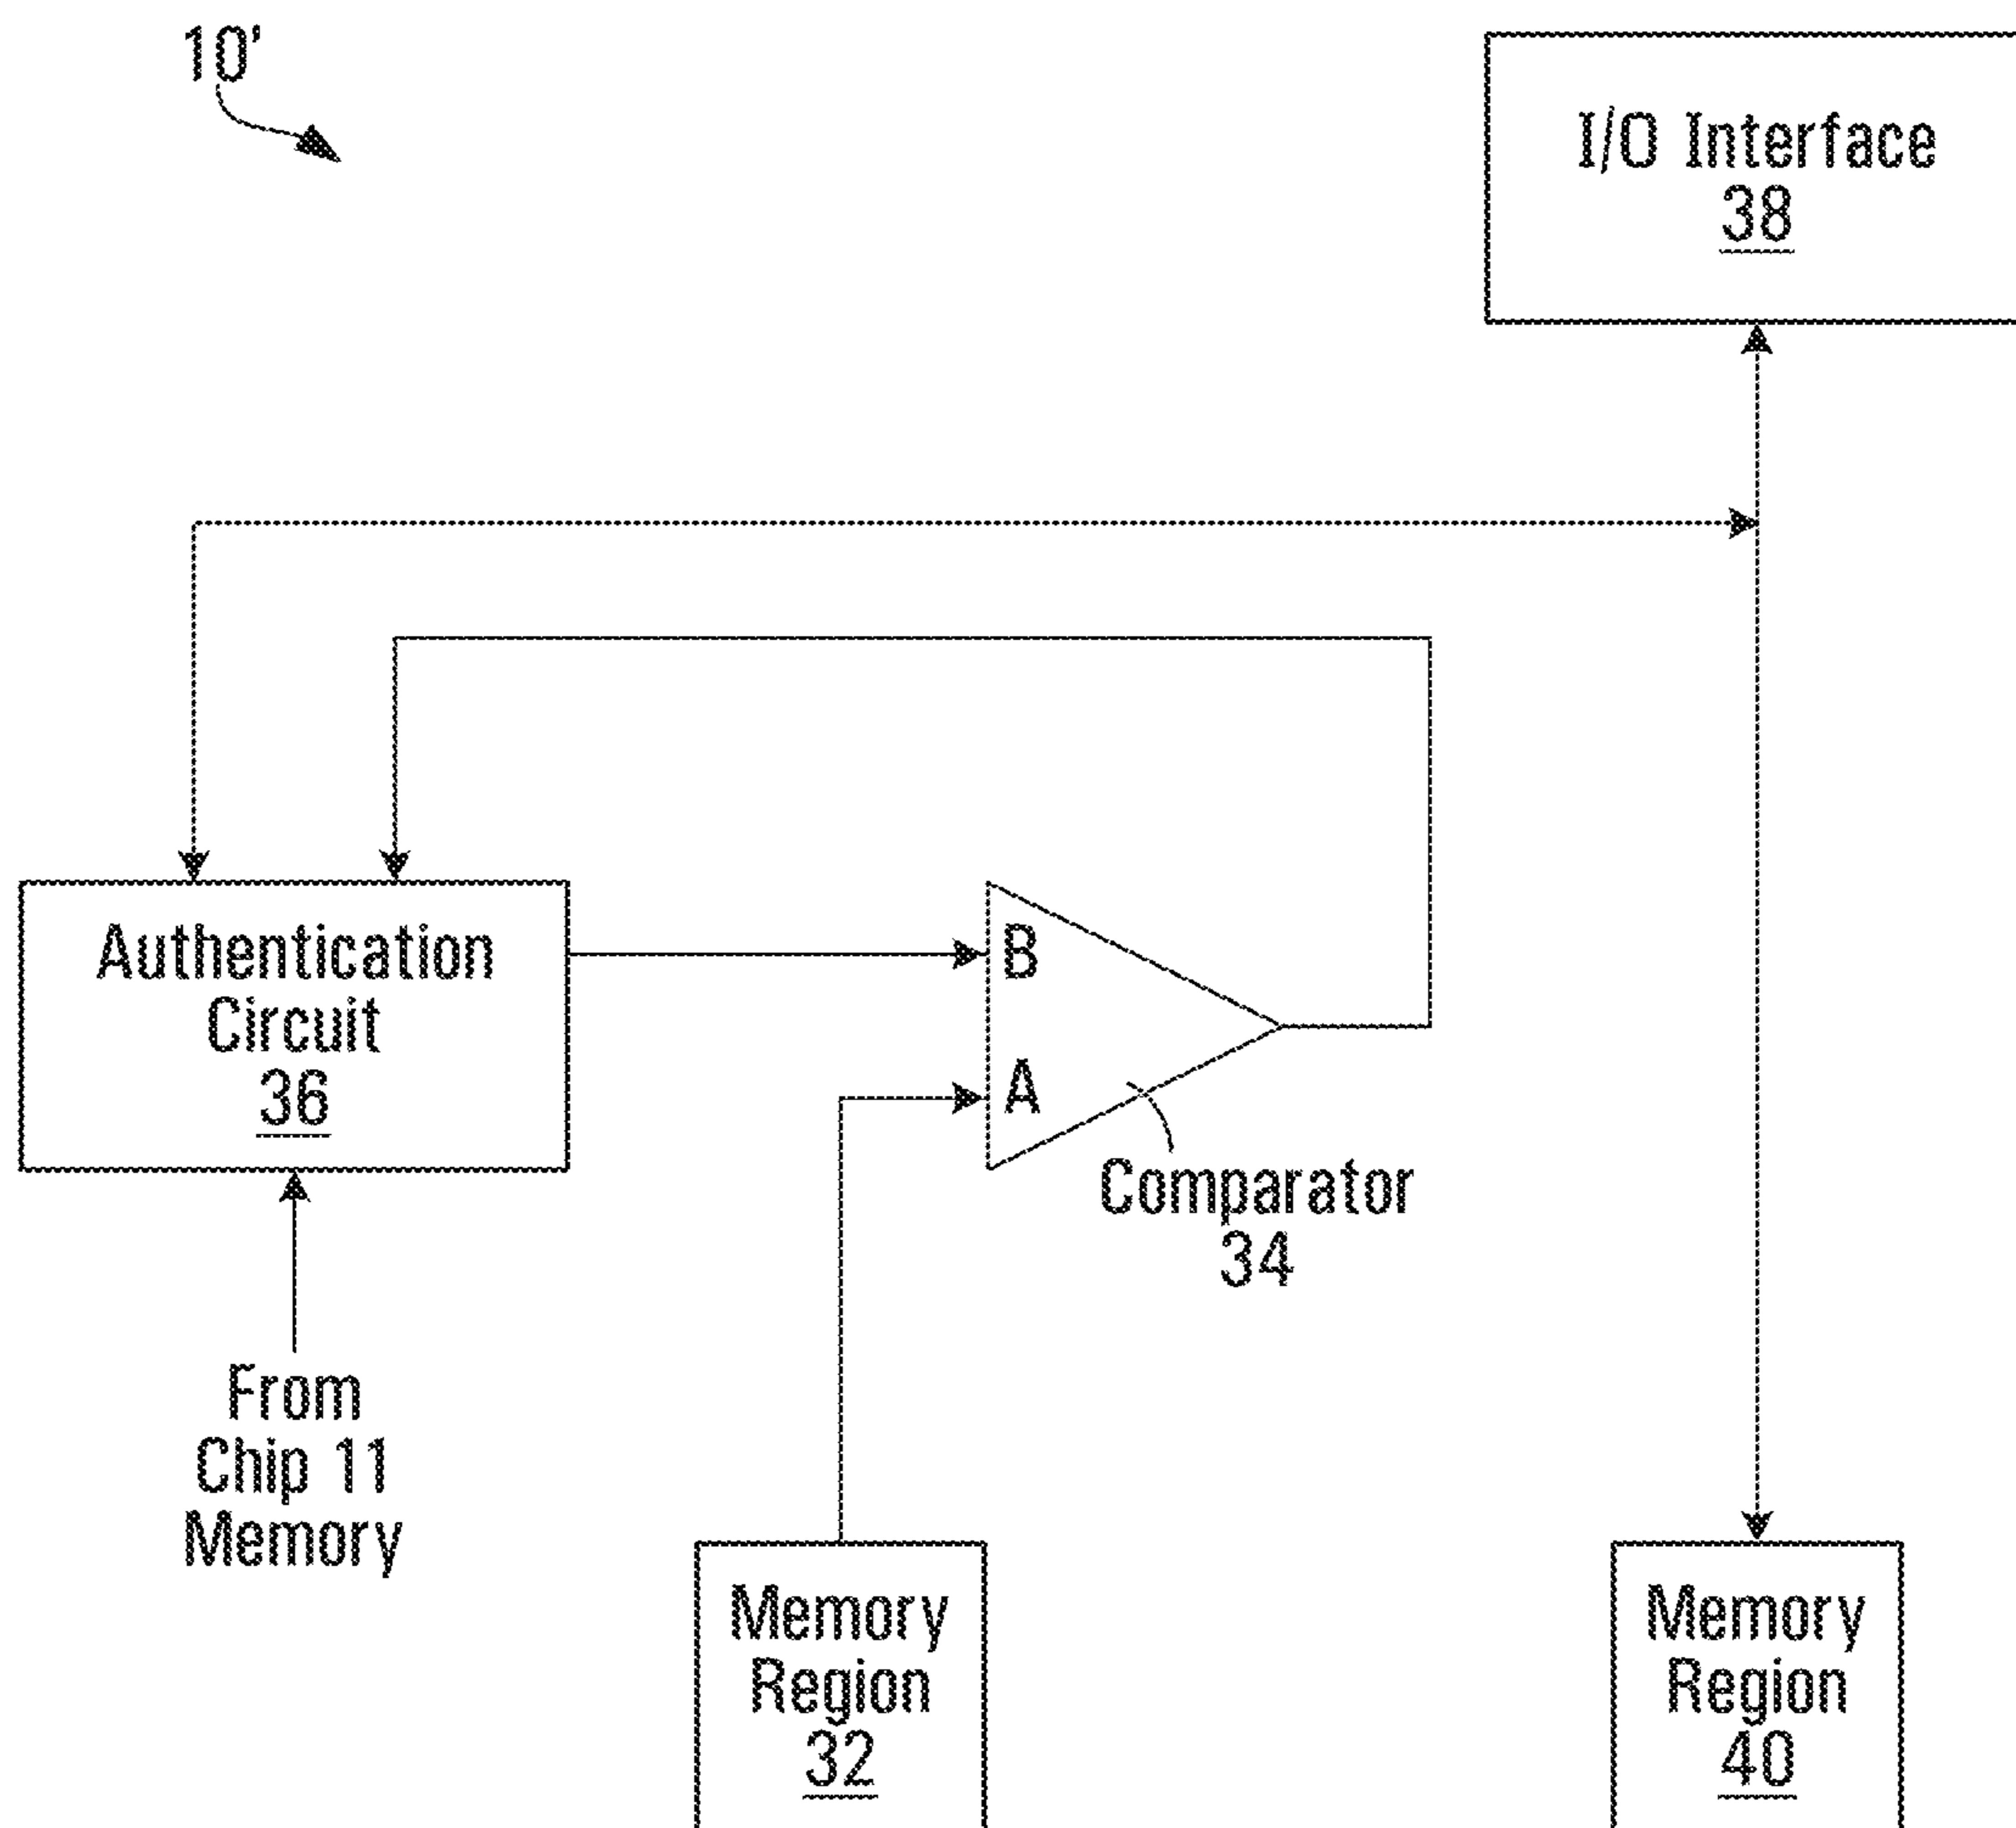 10'
I/O Interface
38
Authentication
Circuit
36
B
A
Comparator
34
From
Chip 11
Memory
Memory
Region
32
Memory
Region
40